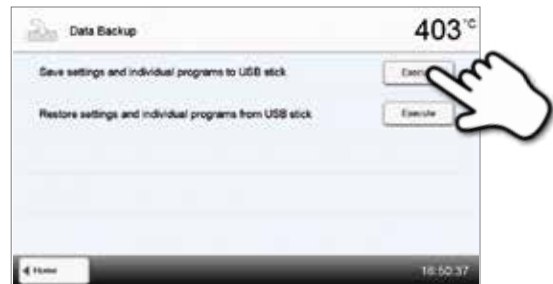 Data Backup
403 °C
Save settings and individual programs to USB stick
Restore settings and individual programs from USB stick
Execute
Home
16:50:37